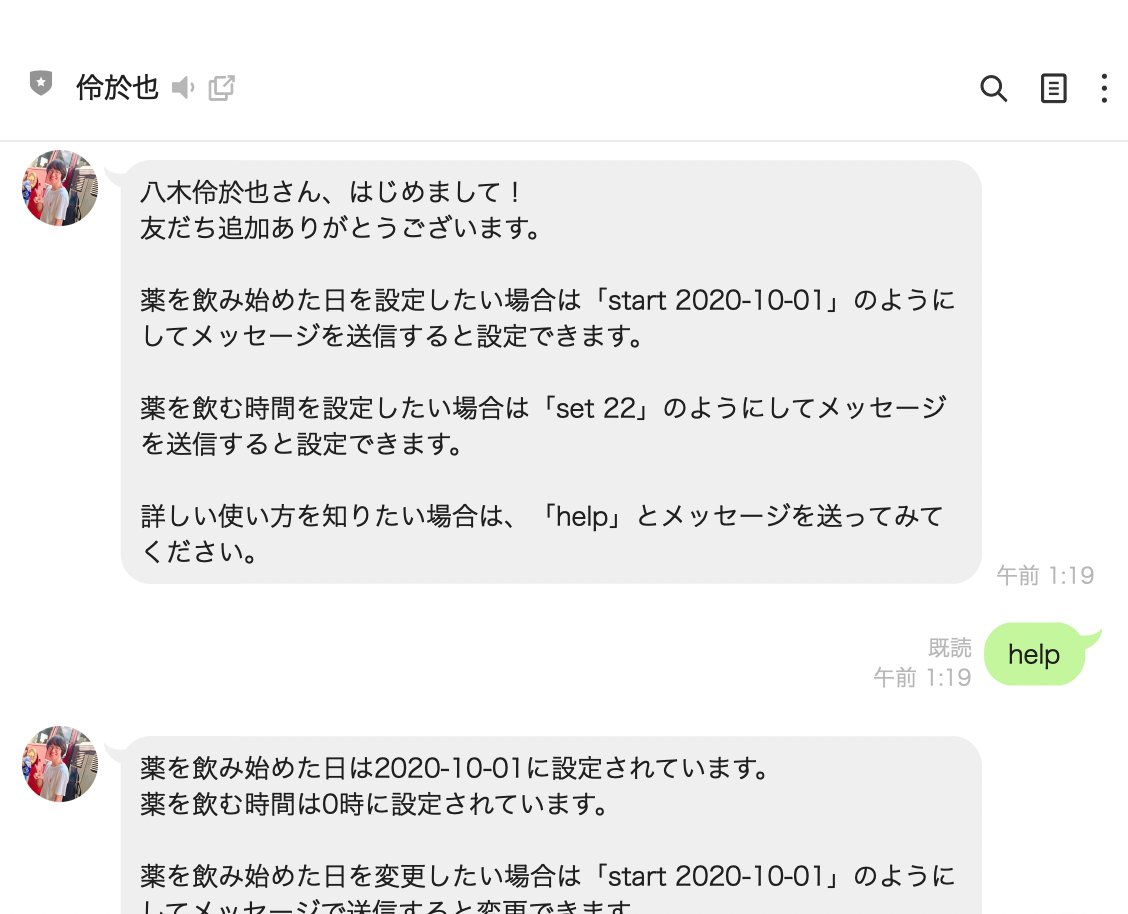 伶於也
八木伶於也さん、はじめまして！
友だち追加ありがとうございます。
薬を飲み始めた日を設定したい場合は「start 2020-10-01」のように
してメッセージを送信すると設定できます。
薬を飲む時間を設定したい場合は「set 22」のようにしてメッセージ
を送信すると設定できます。
詳しい使い方を知りたい場合は、「help」とメッセージを送ってみて
ください。
午前 1:19
既読
午前 1:19
help
薬を飲み始めた日は2020-10-01に設定されています。
薬を飲む時間は0時に設定されています。
薬を飲み始めた日を変更したい場合は「start 2020-10-01」のように
してメッセージで送信すると変更できます